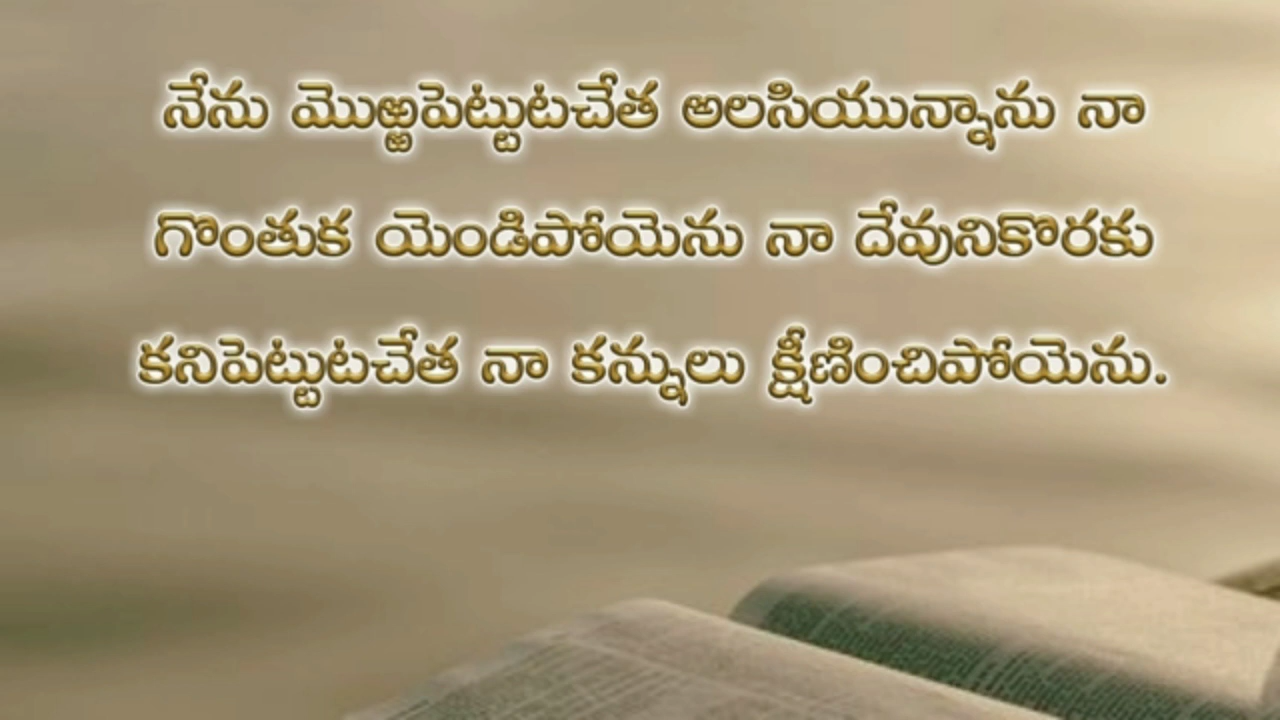 నేను మొఱ్ఱపెట్టుటచేత అలసియున్నాను నా
గొంతుక యెండిపోయెను నా దేవునికొరకు
కనిపెట్టుటచేత నా కన్నులు క్షీణించిపోయెను.